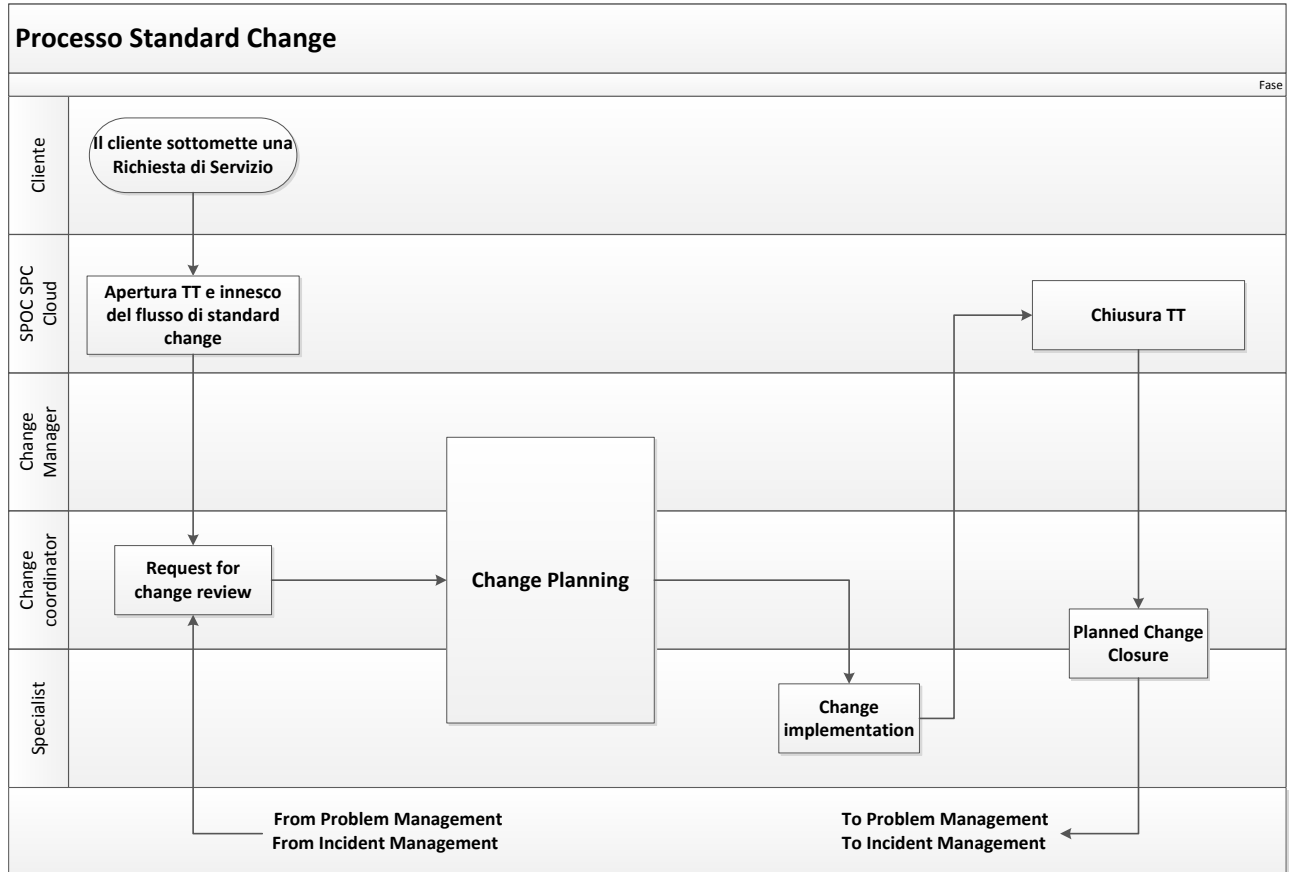 Processo Standard Change
Fase
Cliente
Il cliente sottomette una
Richiesta di Servizio
SPOC SPC
Cloud
Apertura TT e innesco
del flusso di standard
change
Chiusura TT
Change
Manager
Change
coordinator
Request for
change review
Change Planning
Planned Change
Closure
Specialist
Change
implementation
From Problem Management
From Incident Management
To Problem Management
To Incident Management